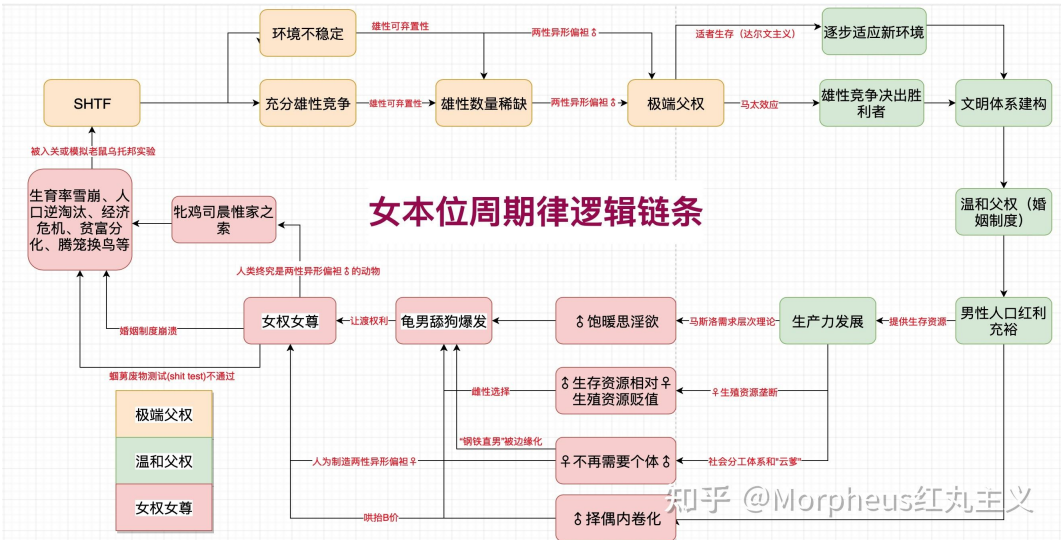 环境不稳定
雄性可弃置性
两性异形偏袒♂
适者生存（达尔文主义）
逐步适应新环境
SHTF
充分雄性竞争
雄性可弃置性
雄性数量稀缺
两性异形偏袒♂
极端父权
马太效应
雄性竞争决出胜
利者
文明体系建构
被入关或模拟老鼠乌托邦实验
生育率雪崩、人
口逆淘汰、经济
危机、贫富分
化、腾笼换鸟等
牝鸡司晨惟家之
索
女本位周期律逻辑链条
温和父权（婚
姻制度）
人类终究是两性异形偏袒♂的动物
女权女尊
让渡权利
龟男舔狗爆发
♂饱暖思淫欲
马斯洛需求层次理论
生产力发展
提供生存资源
男性人口红利
充裕
婚姻制度崩溃
蝈蝻废物测试(shit test)不通过
雌性选择
♂生存资源相对♀
生殖资源贬值
♀生殖资源垄断
极端父权
“钢铁直男”被边缘化
人为制造两性异形偏袒♀
♀不再需要个体♂
社会分工体系和“云爹”
温和父权
女权女尊
哄抬B价
♂择偶内卷化
知乎 @Morpheus红丸主义